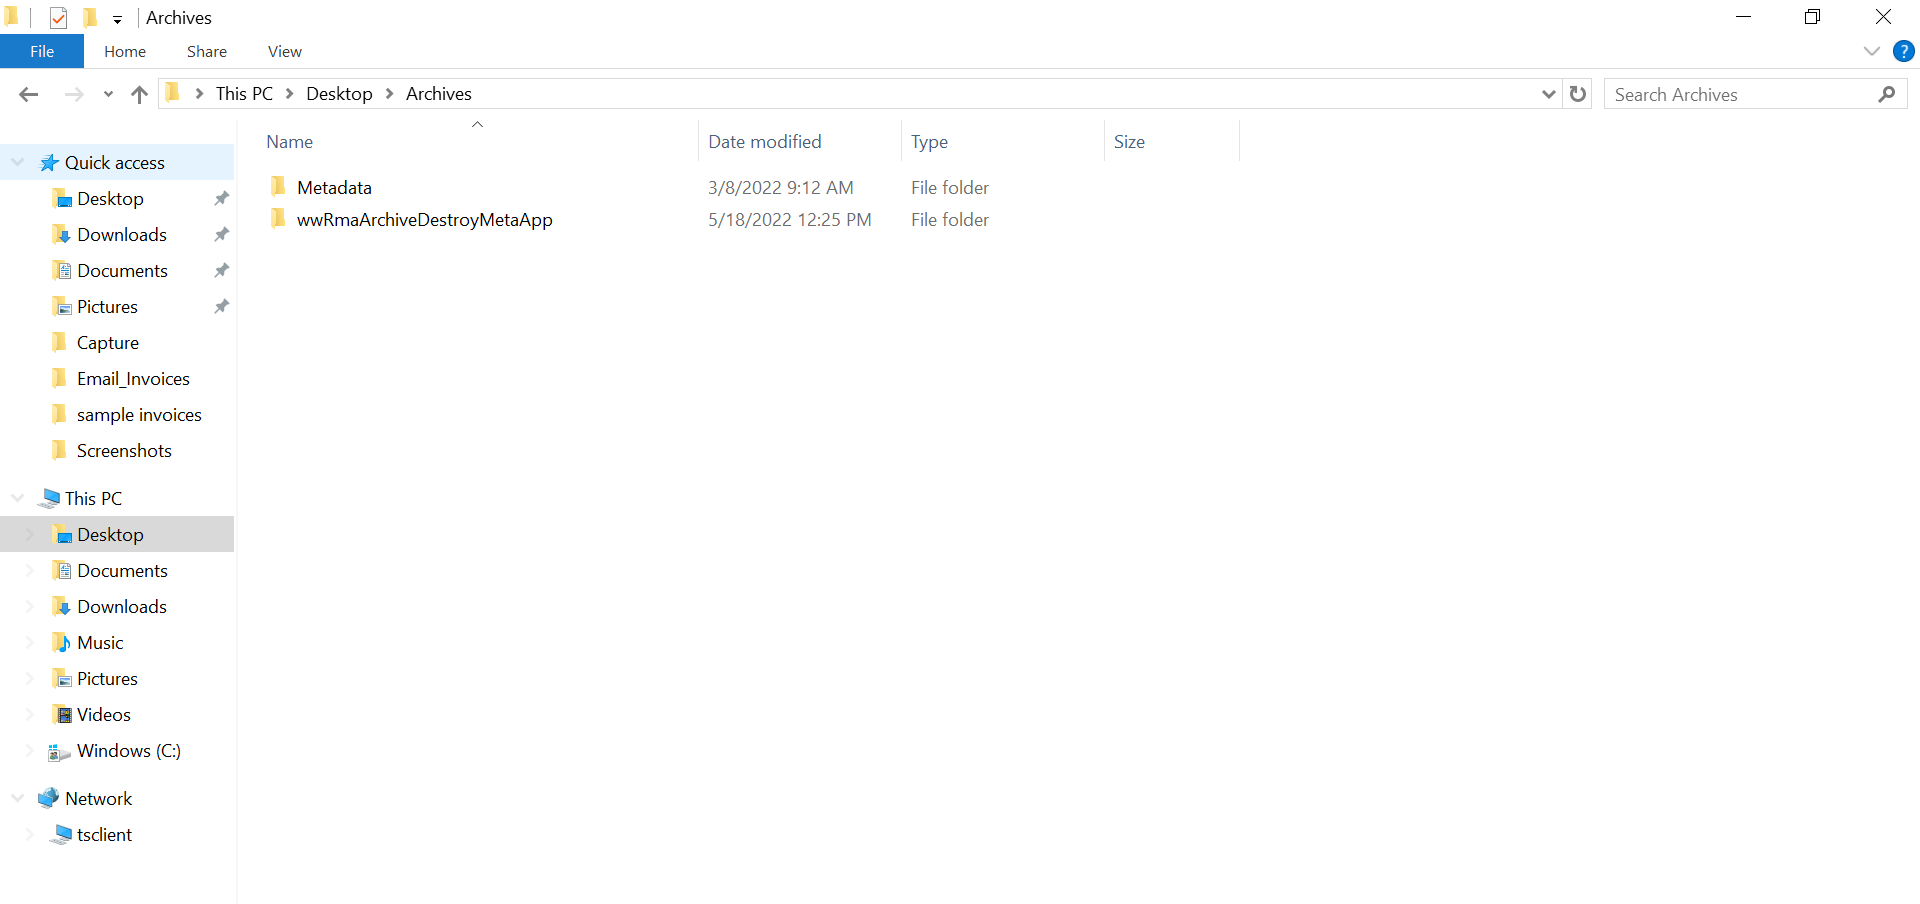 Archives
File Home Share View ?
This PC Desktop Archives
Search Archives
Name Date modified Type Size
Metadata 3/8/2022 9:12 AM File folder
wwRmaArchiveDestroyMetaApp 5/18/2022 12:25 PM File folder
Quick access
Desktop
Downloads
Documents
Pictures
Capture
Email_Invoices
sample invoices
Screenshots
This PC
Desktop
Documents
Downloads
Music
Pictures
Videos
Windows (C:)
Network
tsclient